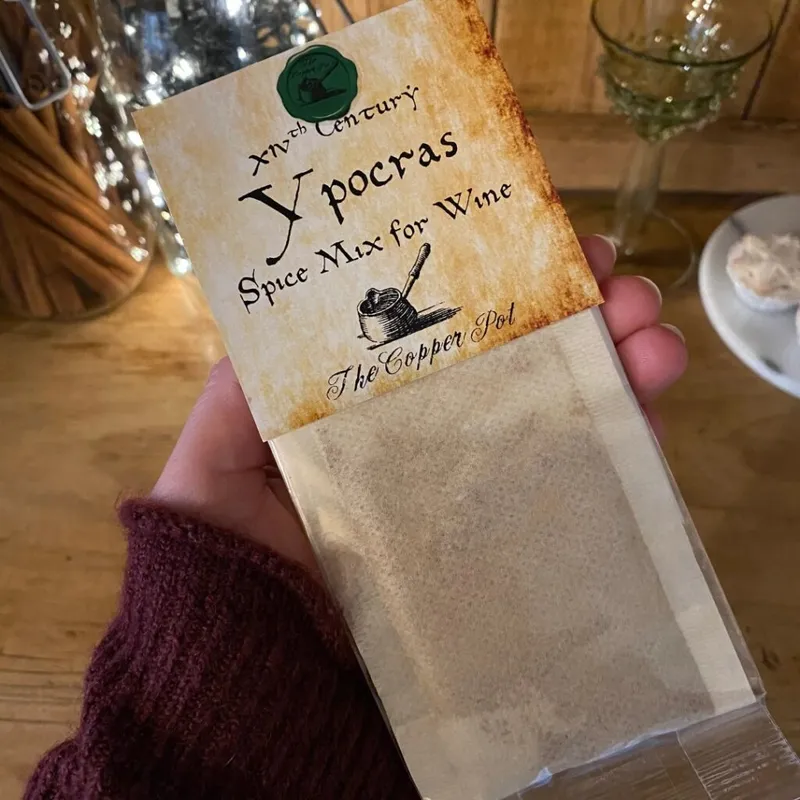 XIVth Century
Ypocras
Spice Mix for Wine
The Copper Pot